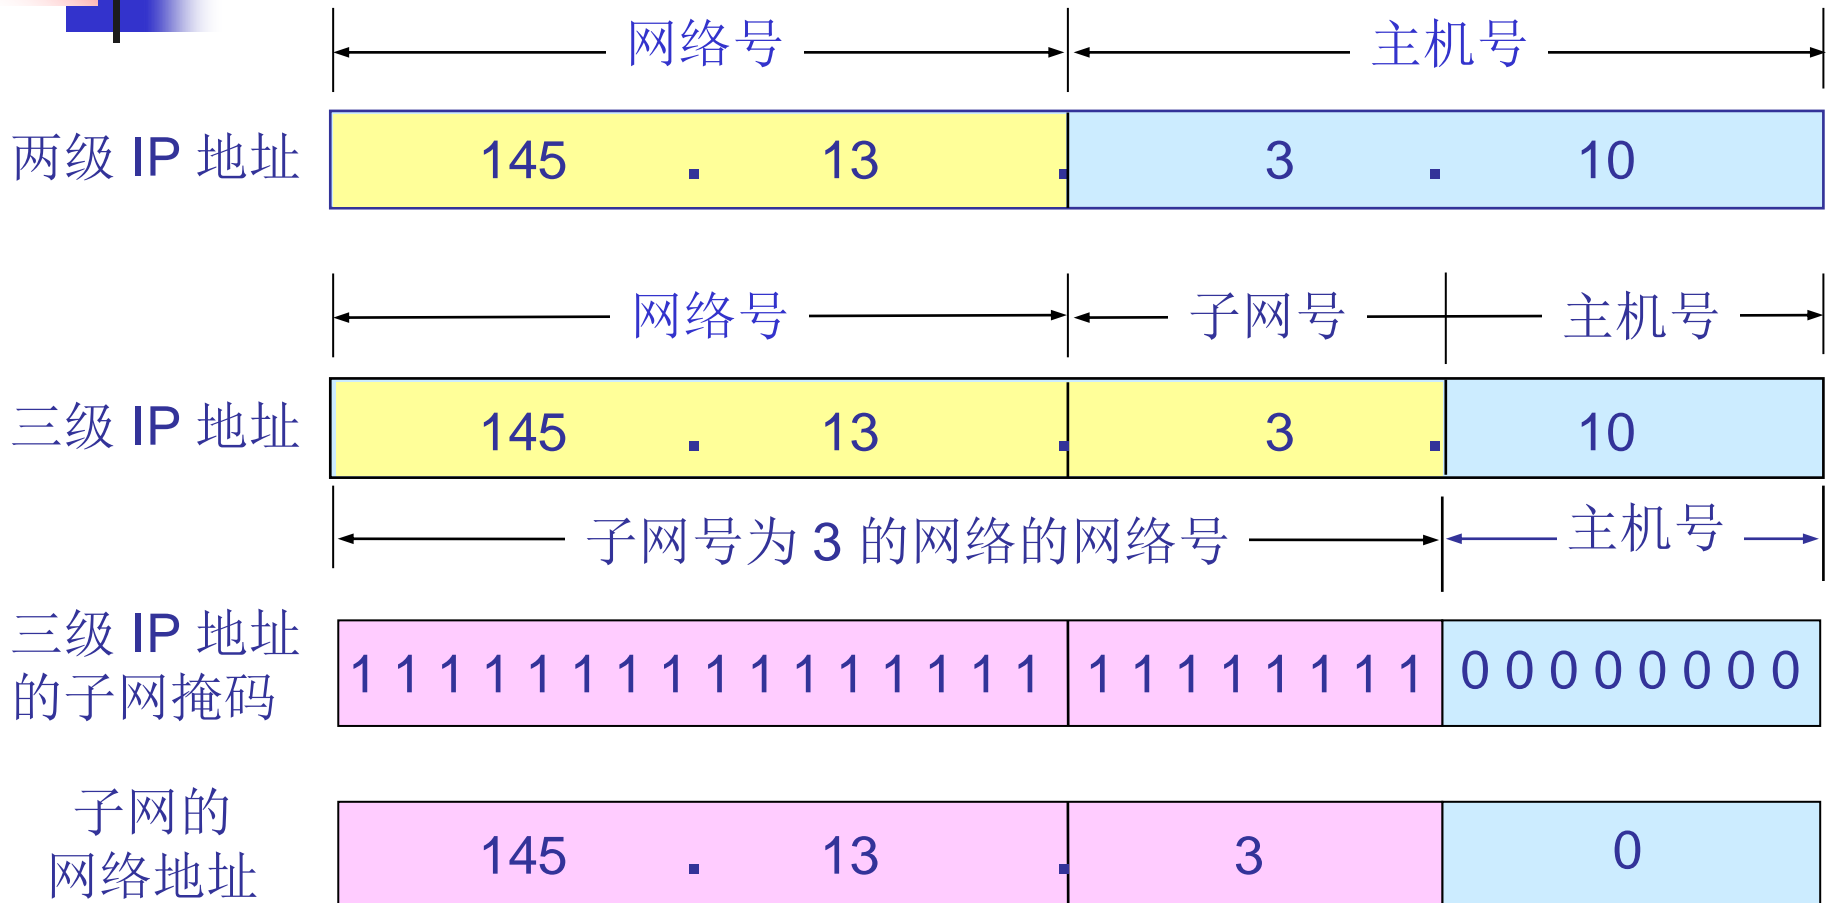 网络号 主机号
两级 IP 地址 145 . 13 . 3 . 10
网络号 子网号 主机号
三级 IP 地址 145 . 13 . 3 . 10
子网号为 3 的网络的网络号 主机号
三级 IP 地址
的子网掩码
1 1 1 1 1 1 1 1 1 1 1 1 1 1 1 1 1 1 1 1 1 1 1 1 0 0 0 0 0 0 0 0
子网的
网络地址
145 . 13 . 3 0